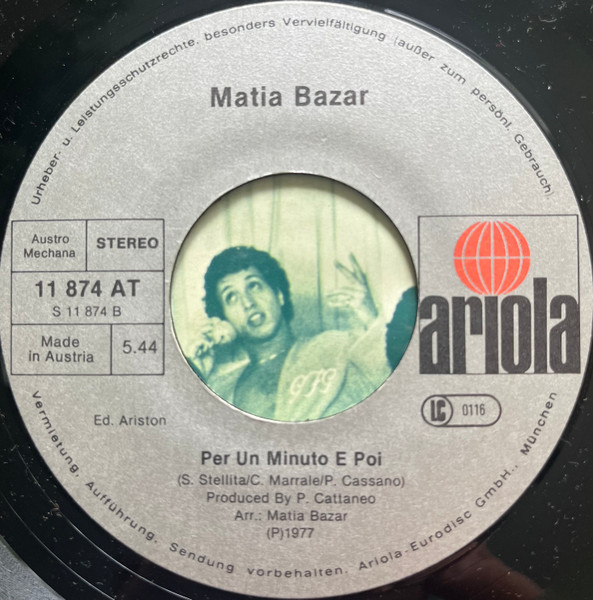 Urheber- u. Leistungsschutzrechte, besonders Vervielfältigung (außer zum persönl. Gebrauch)
Matia Bazar
Austro
Mechana
STEREO
11 874 AT
S 11 874 B
Made
in Austria
5.44
ariola
LC 0116
Ed. Ariston
Per Un Minuto E Poi
(S. Stellita/C. Marrale/P. Cassano)
Produced By P. Cattaneo
Arr.: Matia Bazar
(P)1977
Vermietung, Aufführung, Sendung vorbehalten. Ariola-Eurodisc GmbH., München